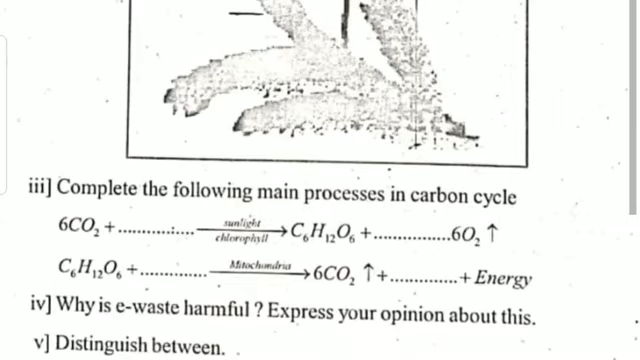 iii] Complete the following main processes in carbon cycle
6CO₂ +............:.... sunlight chlorophyll → C₆H₁₂O₆ +.................6O₂ ↑
C₆H₁₂O₆ +.............. Mitochondria → 6CO₂ ↑+..............+ Energy
iv] Why is e-waste harmful ? Express your opinion about this.
v] Distinguish between.